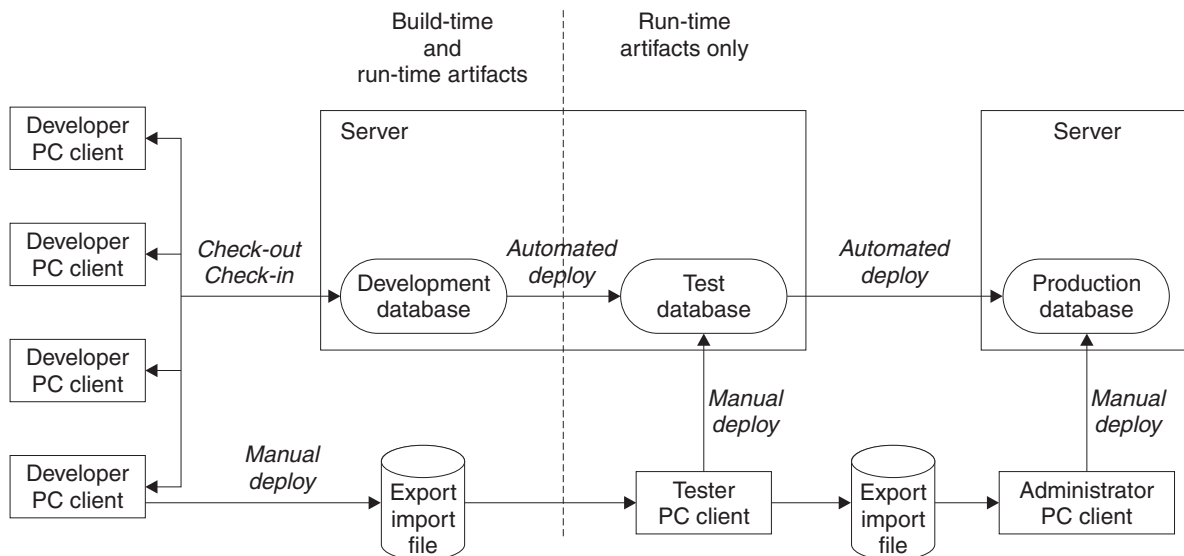 Build-time
and
run-time artifacts
Run-time
artifacts only
Developer
PC client
Server
Server
Developer
PC client
Check-out
Check-in
Development
database
Automated
deploy
Test
database
Automated
deploy
Production
database
Developer
PC client
Manual
deploy
Manual
deploy
Developer
PC client
Manual
deploy
Export
import
file
Tester
PC client
Export
import
file
Administrator
PC client